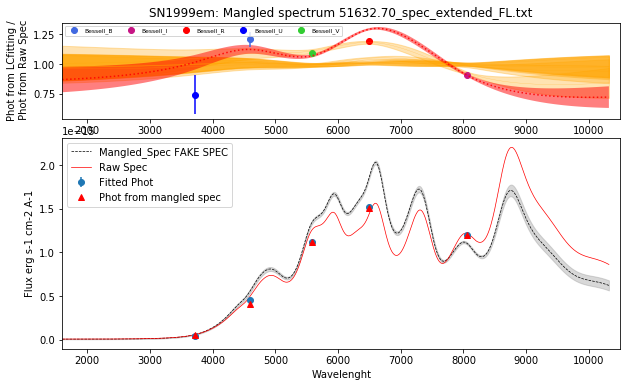 SN1999em: Mangled spectrum 51632.70_spec_extended_FL.txt
Phot from LCfitting /
Phot from Raw Spec
1.25
1.00
0.75
Bessell_B
Bessell_I
Bessell_R
Bessell_U
Bessell_V
2000 3000 4000 5000 6000 7000 8000 9000 10000
1e−15
Flux erg s-1 cm-2 A-1
2.0
1.5
1.0
0.5
0.0
Mangled_Spec FAKE SPEC
Raw Spec
Fitted Phot
Phot from mangled spec
2000 3000 4000 5000 6000 7000 8000 9000 10000
Wavelenght